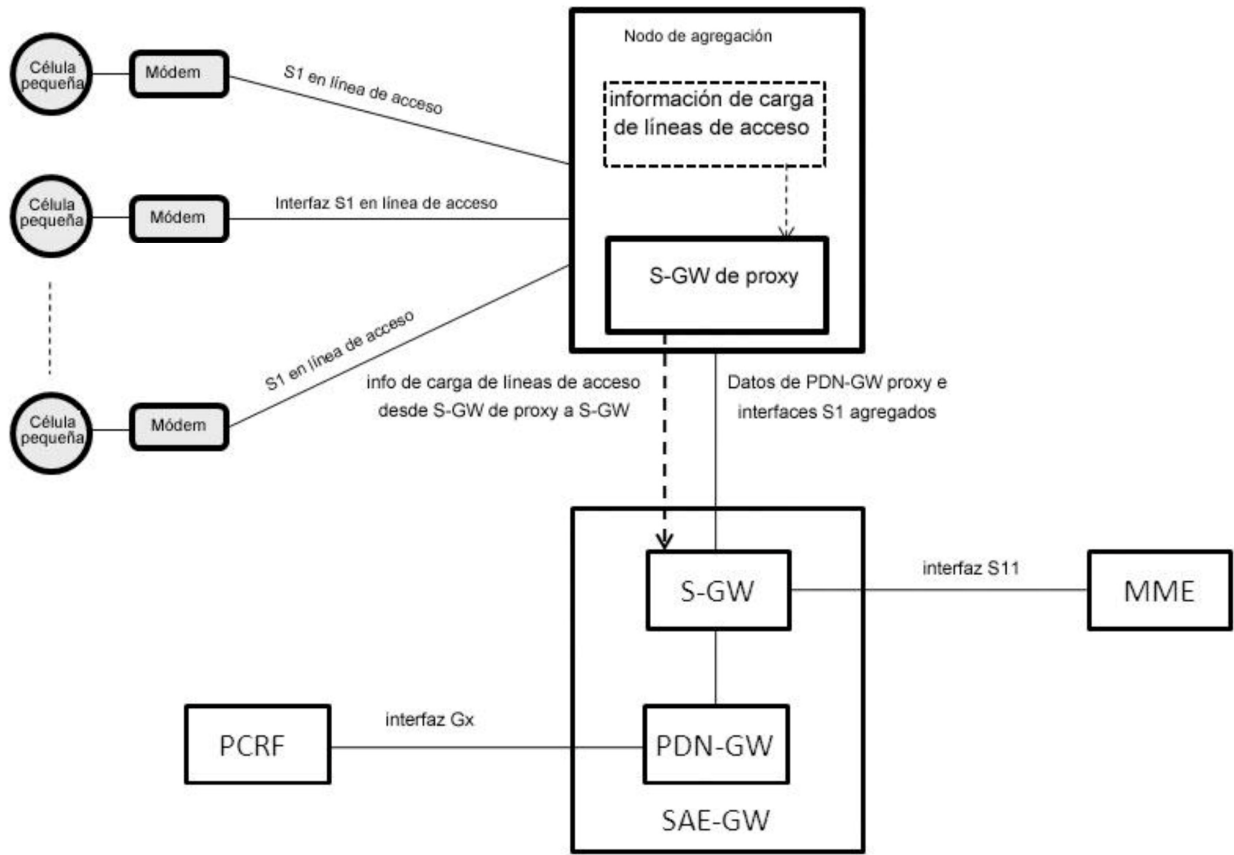 Nodo de agregación
Célula
pequeña
Módem
S1 en línea de acceso
información de carga
de líneas de acceso
Célula
pequeña
Módem
Interfaz S1 en línea de acceso
S-GW de proxy
S1 en línea de acceso
info de carga de líneas de acceso
desde S-GW de proxy a S-GW
Datos de PDN-GW proxy e
interfaces S1 agregados
Célula
pequeña
Módem
S-GW
interfaz S11
MME
PCRF
interfaz Gx
PDN-GW
SAE-GW